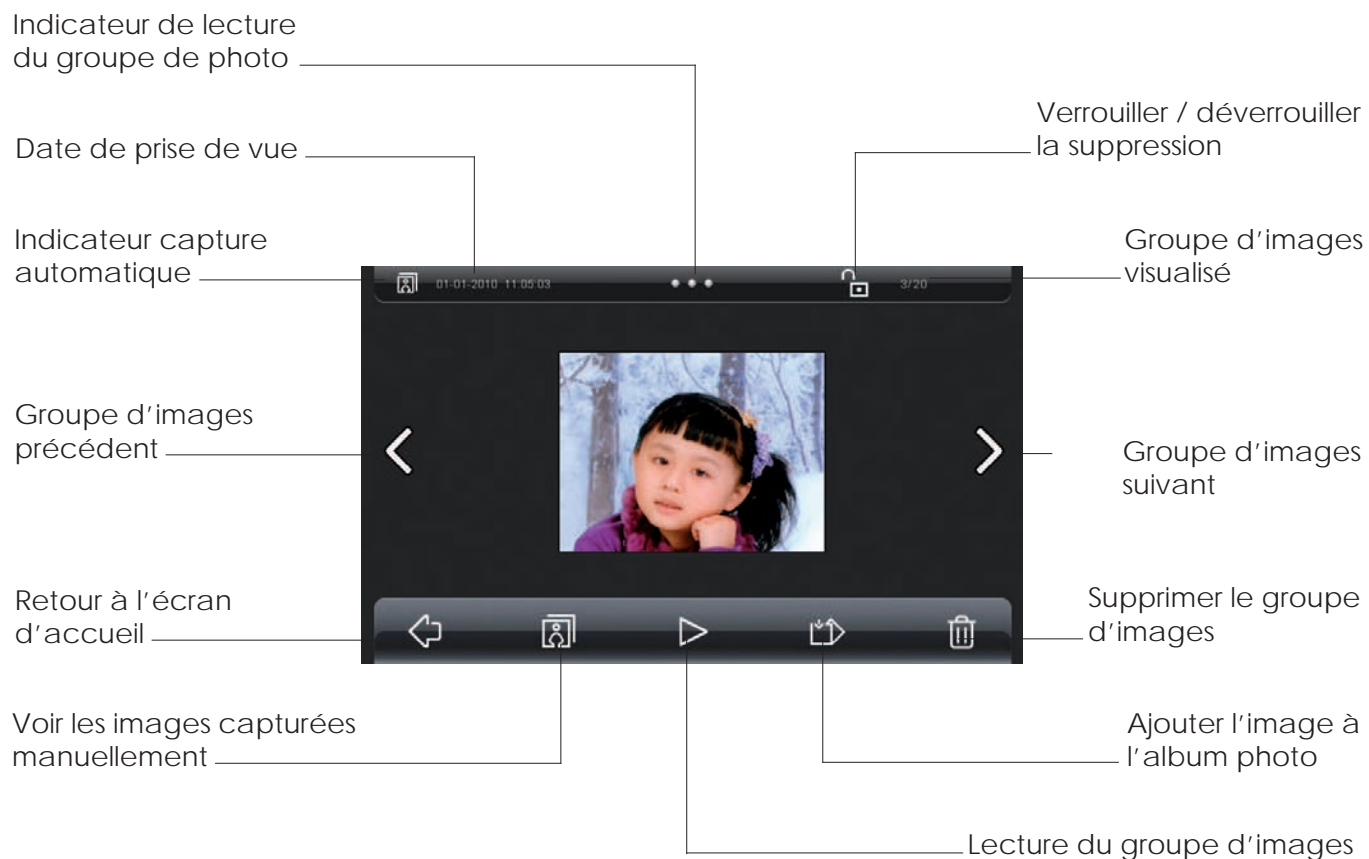 Indicateur de lecture
du groupe de photo
Date de prise de vue
Verrouiller / déverrouiller
la suppression
Indicateur capture
automatique
Groupe d'images
visualisé
01-01-2010 11:05:03
3/20
Groupe d'images
précédent
Groupe d'images
suivant
Retour à l'écran
d'accueil
Supprimer le groupe
d'images
Voir les images capturées
manuellement
Ajouter l'image à
l'album photo
Lecture du groupe d'images